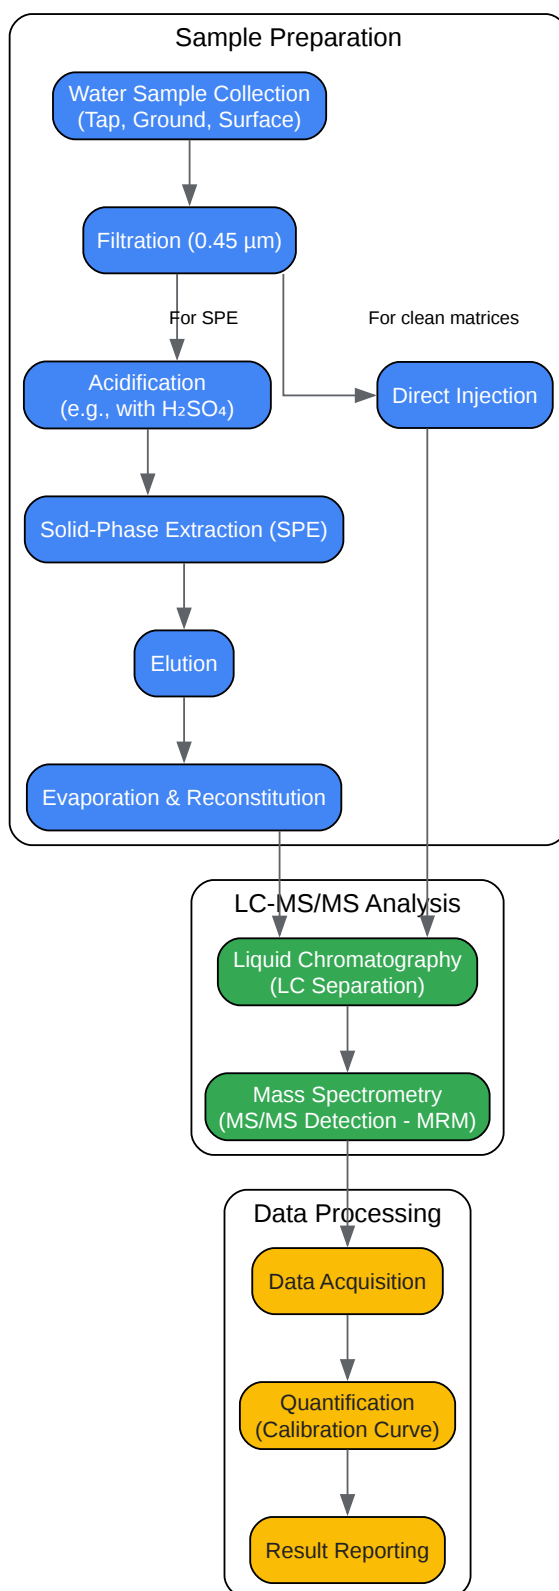 Sample Preparation
Water Sample Collection
(Tap, Ground, Surface)
Filtration (0.45 µm)
For SPE
For clean matrices
Acidification
(e.g., with H₂SO₄)
Direct Injection
Solid-Phase Extraction (SPE)
Elution
Evaporation & Reconstitution
LC-MS/MS Analysis
Liquid Chromatography
(LC Separation)
Mass Spectrometry
(MS/MS Detection - MRM)
Data Processing
Data Acquisition
Quantification
(Calibration Curve)
Result Reporting